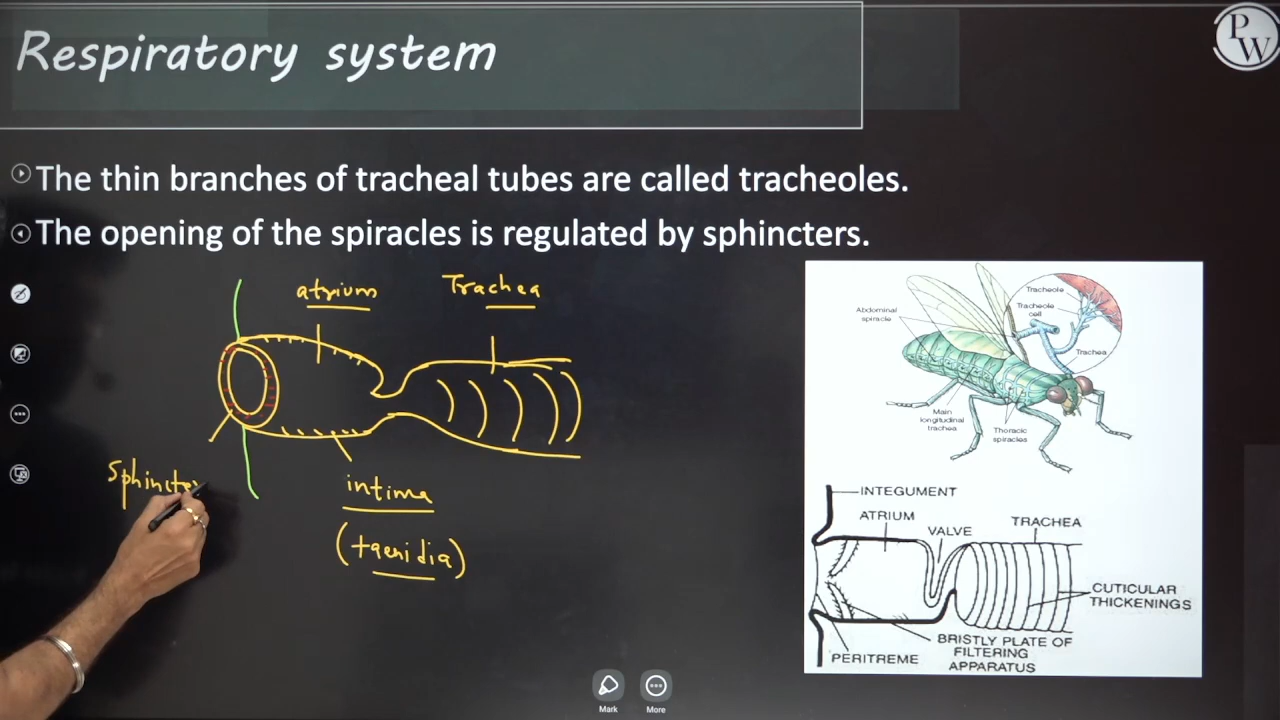 Respiratory system
PW
The thin branches of tracheal tubes are called tracheoles.
The opening of the spiracles is regulated by sphincters.
atrium
Trachea
Sphincter
intima
(taenidia)
Abdominal
spiracle
Tracheole
Tracheole
cell
Trachea
Main
longitudinal
trachea
Thoracic
spiracles
INTEGUMENT
ATRIUM
VALVE
TRACHEA
CUTICULAR
THICKENINGS
BRISTLY PLATE OF
FILTERING
APPARATUS
PERITREME
Mark
More